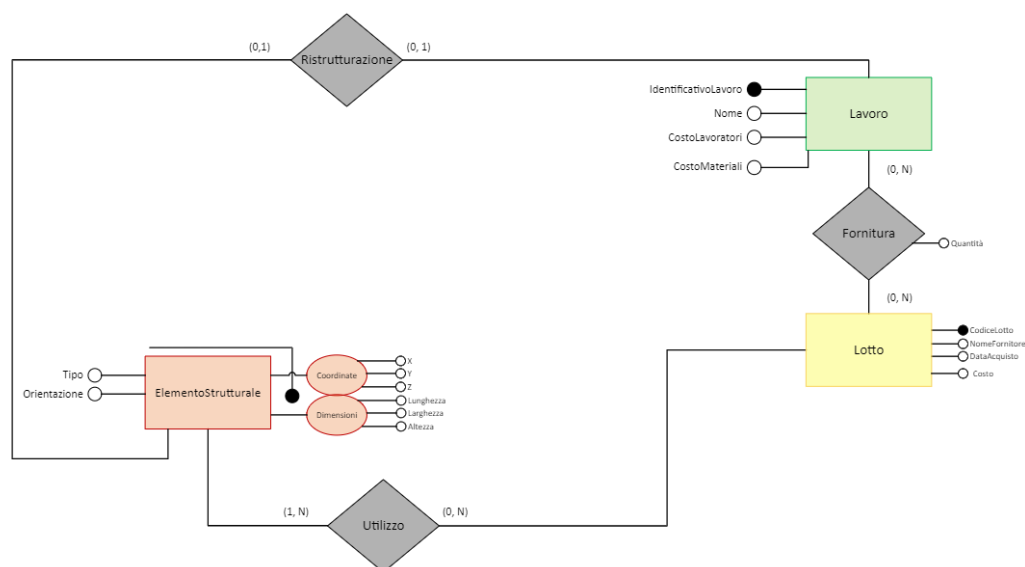 (0,1)
Ristrutturazione
(0, 1)
IdentificativoLavoro
Nome
Lavoro
CostoLavoratori
CostoMateriali
(0, N)
Fornitura
Quantità
(0, N)
CodiceLotto
NomeFornitore
Lotto
DataAcquisto
Costo
X
Tipo
Coordinate
Y
Z
Orientazione
ElementoStrutturale
Lunghezza
Dimensioni
Larghezza
Altezza
(1, N)
Utilizzo
(0, N)